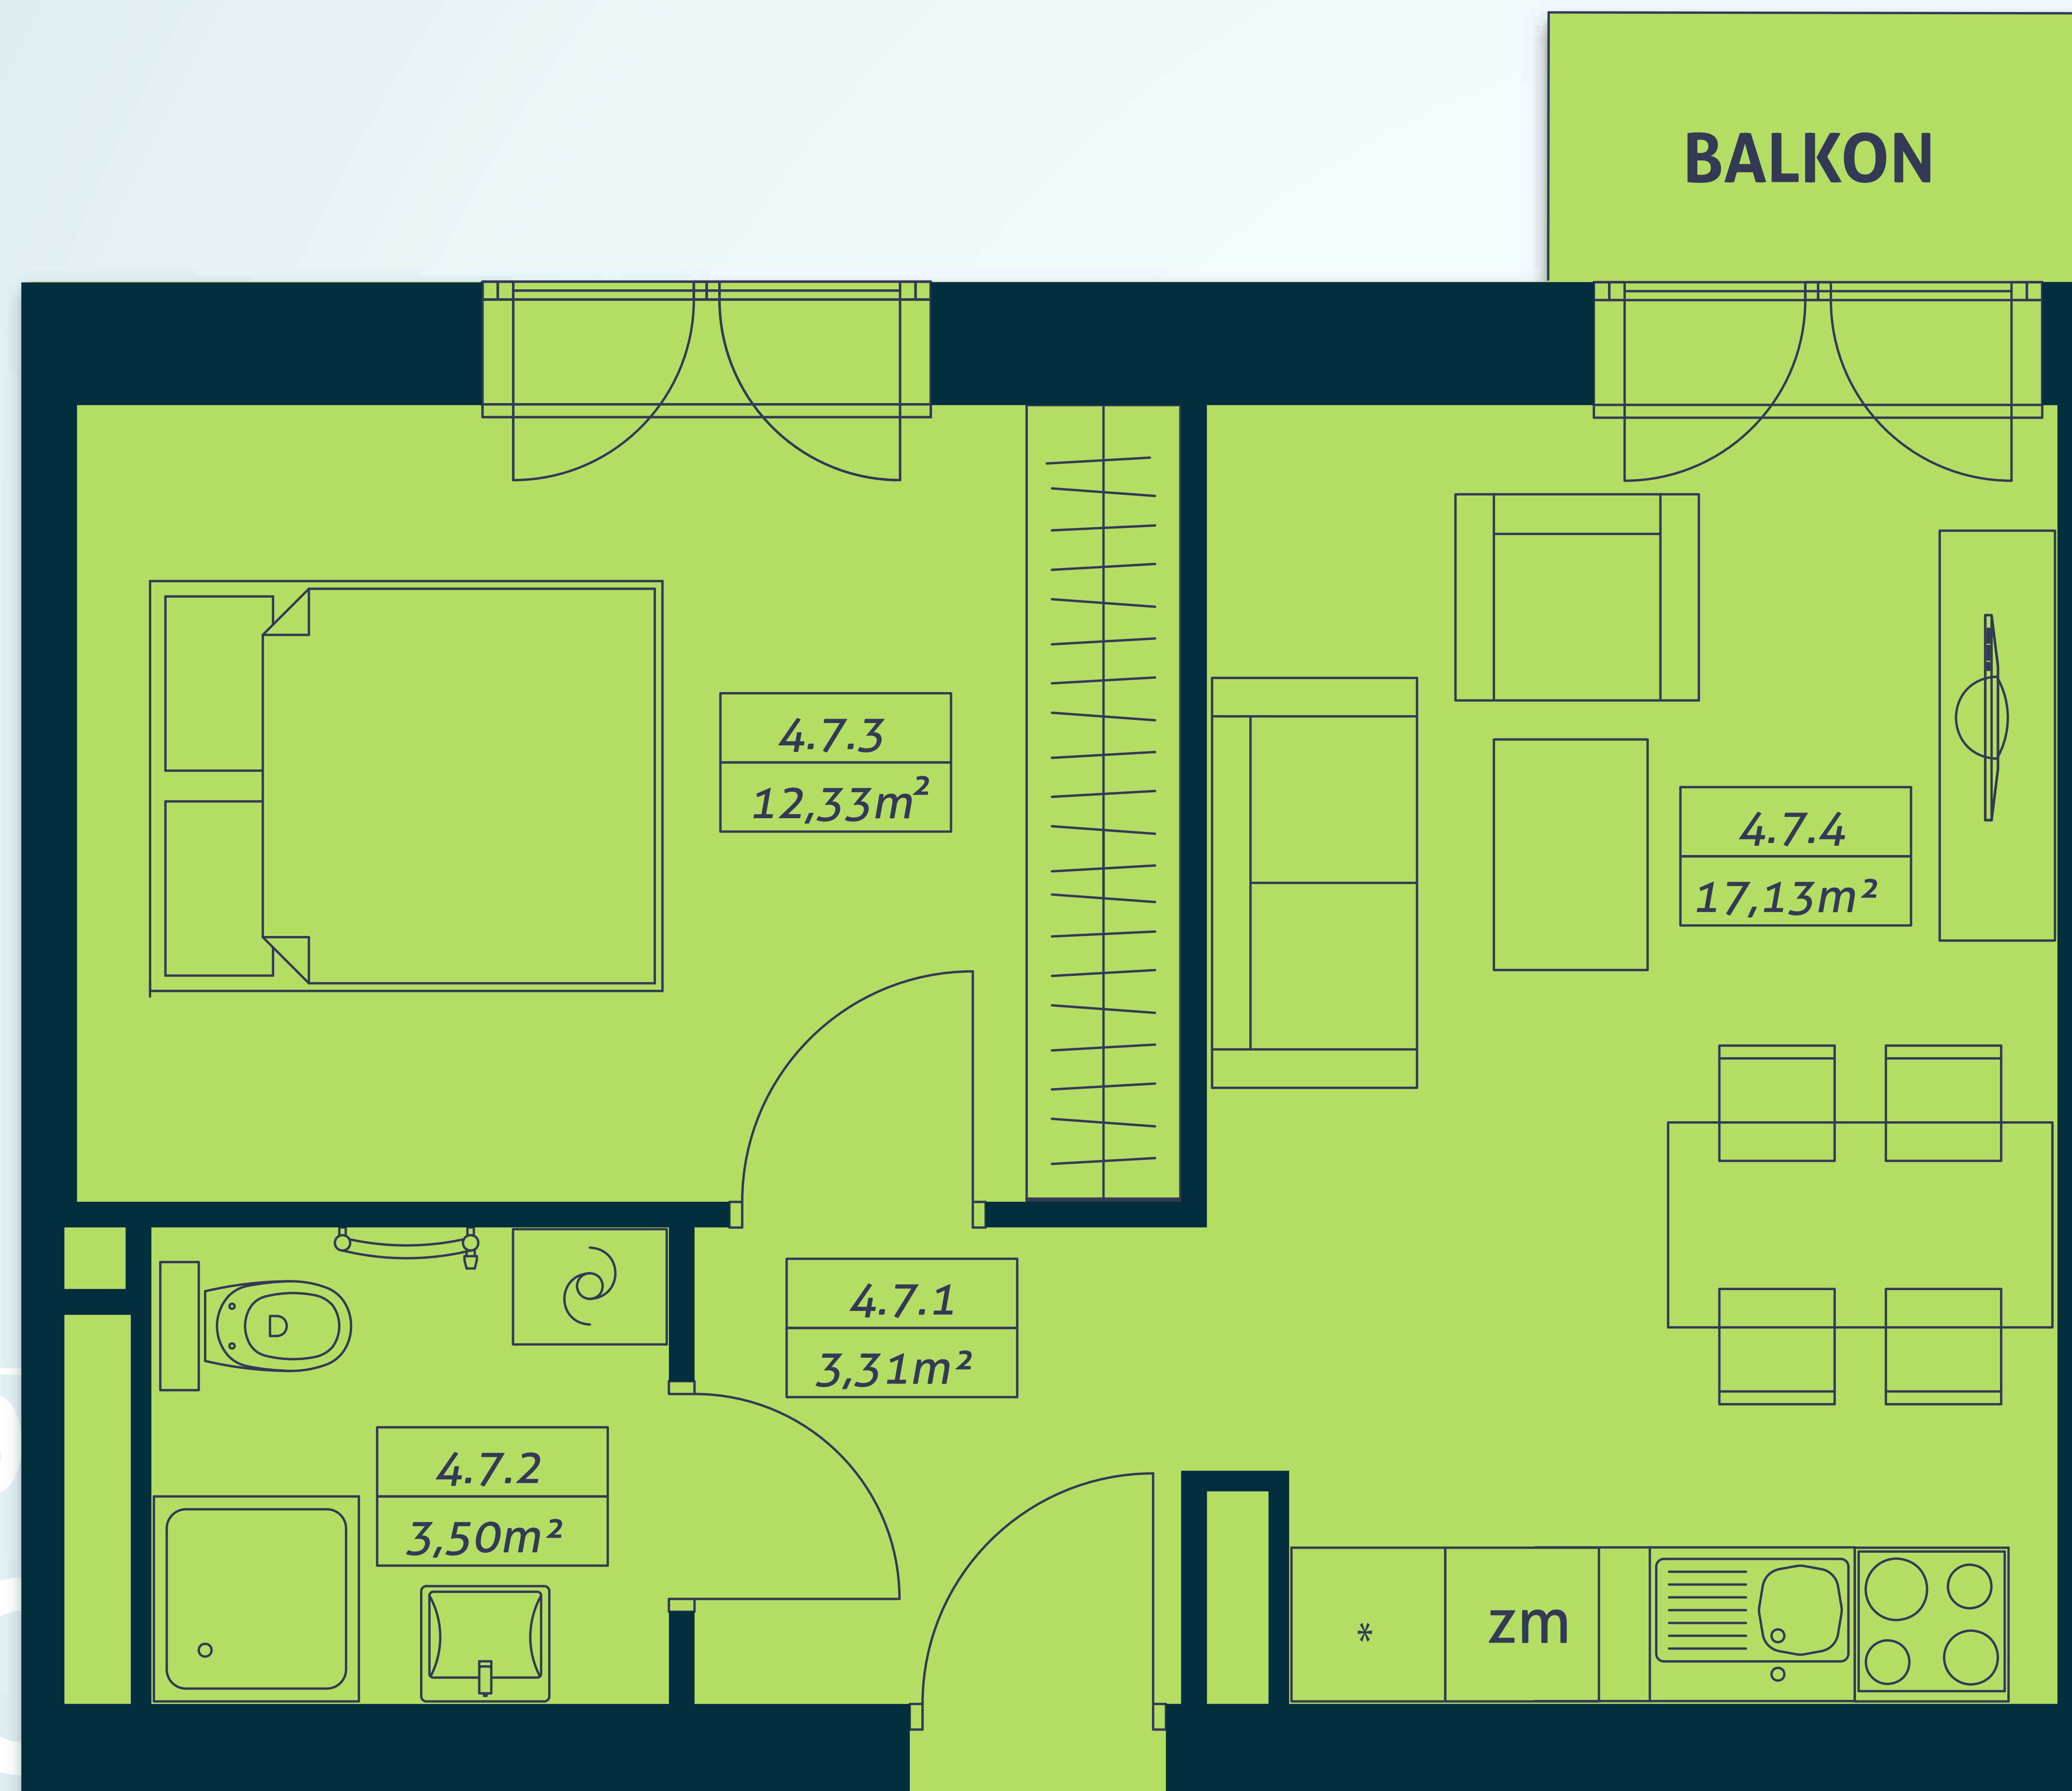 BALKON
4.7.3
12,33m²
4.7.4
17,13m²
4.7.1
3,31m²
4.7.2
3,50m²
*
zm